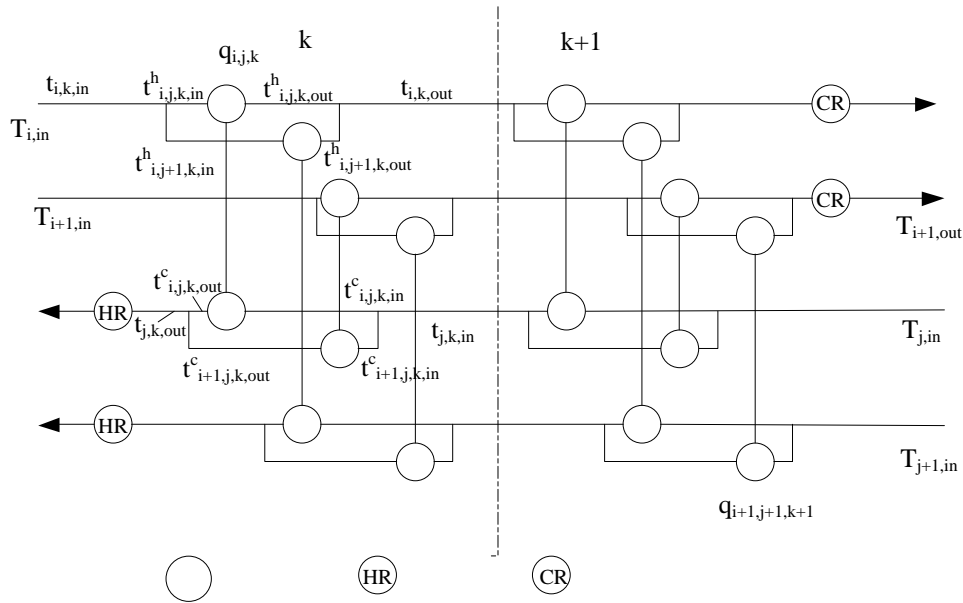 k
k+1
q_{i,j,k}
t_{i,k,in}
t^h_{i,j,k,in}
t^h_{i,j,k,out}
t_{i,k,out}
CR
T_{i,in}
t^h_{i,j+1,k,in}
t^h_{i,j+1,k,out}
CR
T_{i+1,in}
T_{i+1,out}
t^c_{i,j,k,out}
t^c_{i,j,k,in}
HR
t_{j,k,out}
t_{j,k,in}
T_{j,in}
t^c_{i+1,j,k,out}
t^c_{i+1,j,k,in}
HR
T_{j+1,in}
q_{i+1,j+1,k+1}
HR
CR